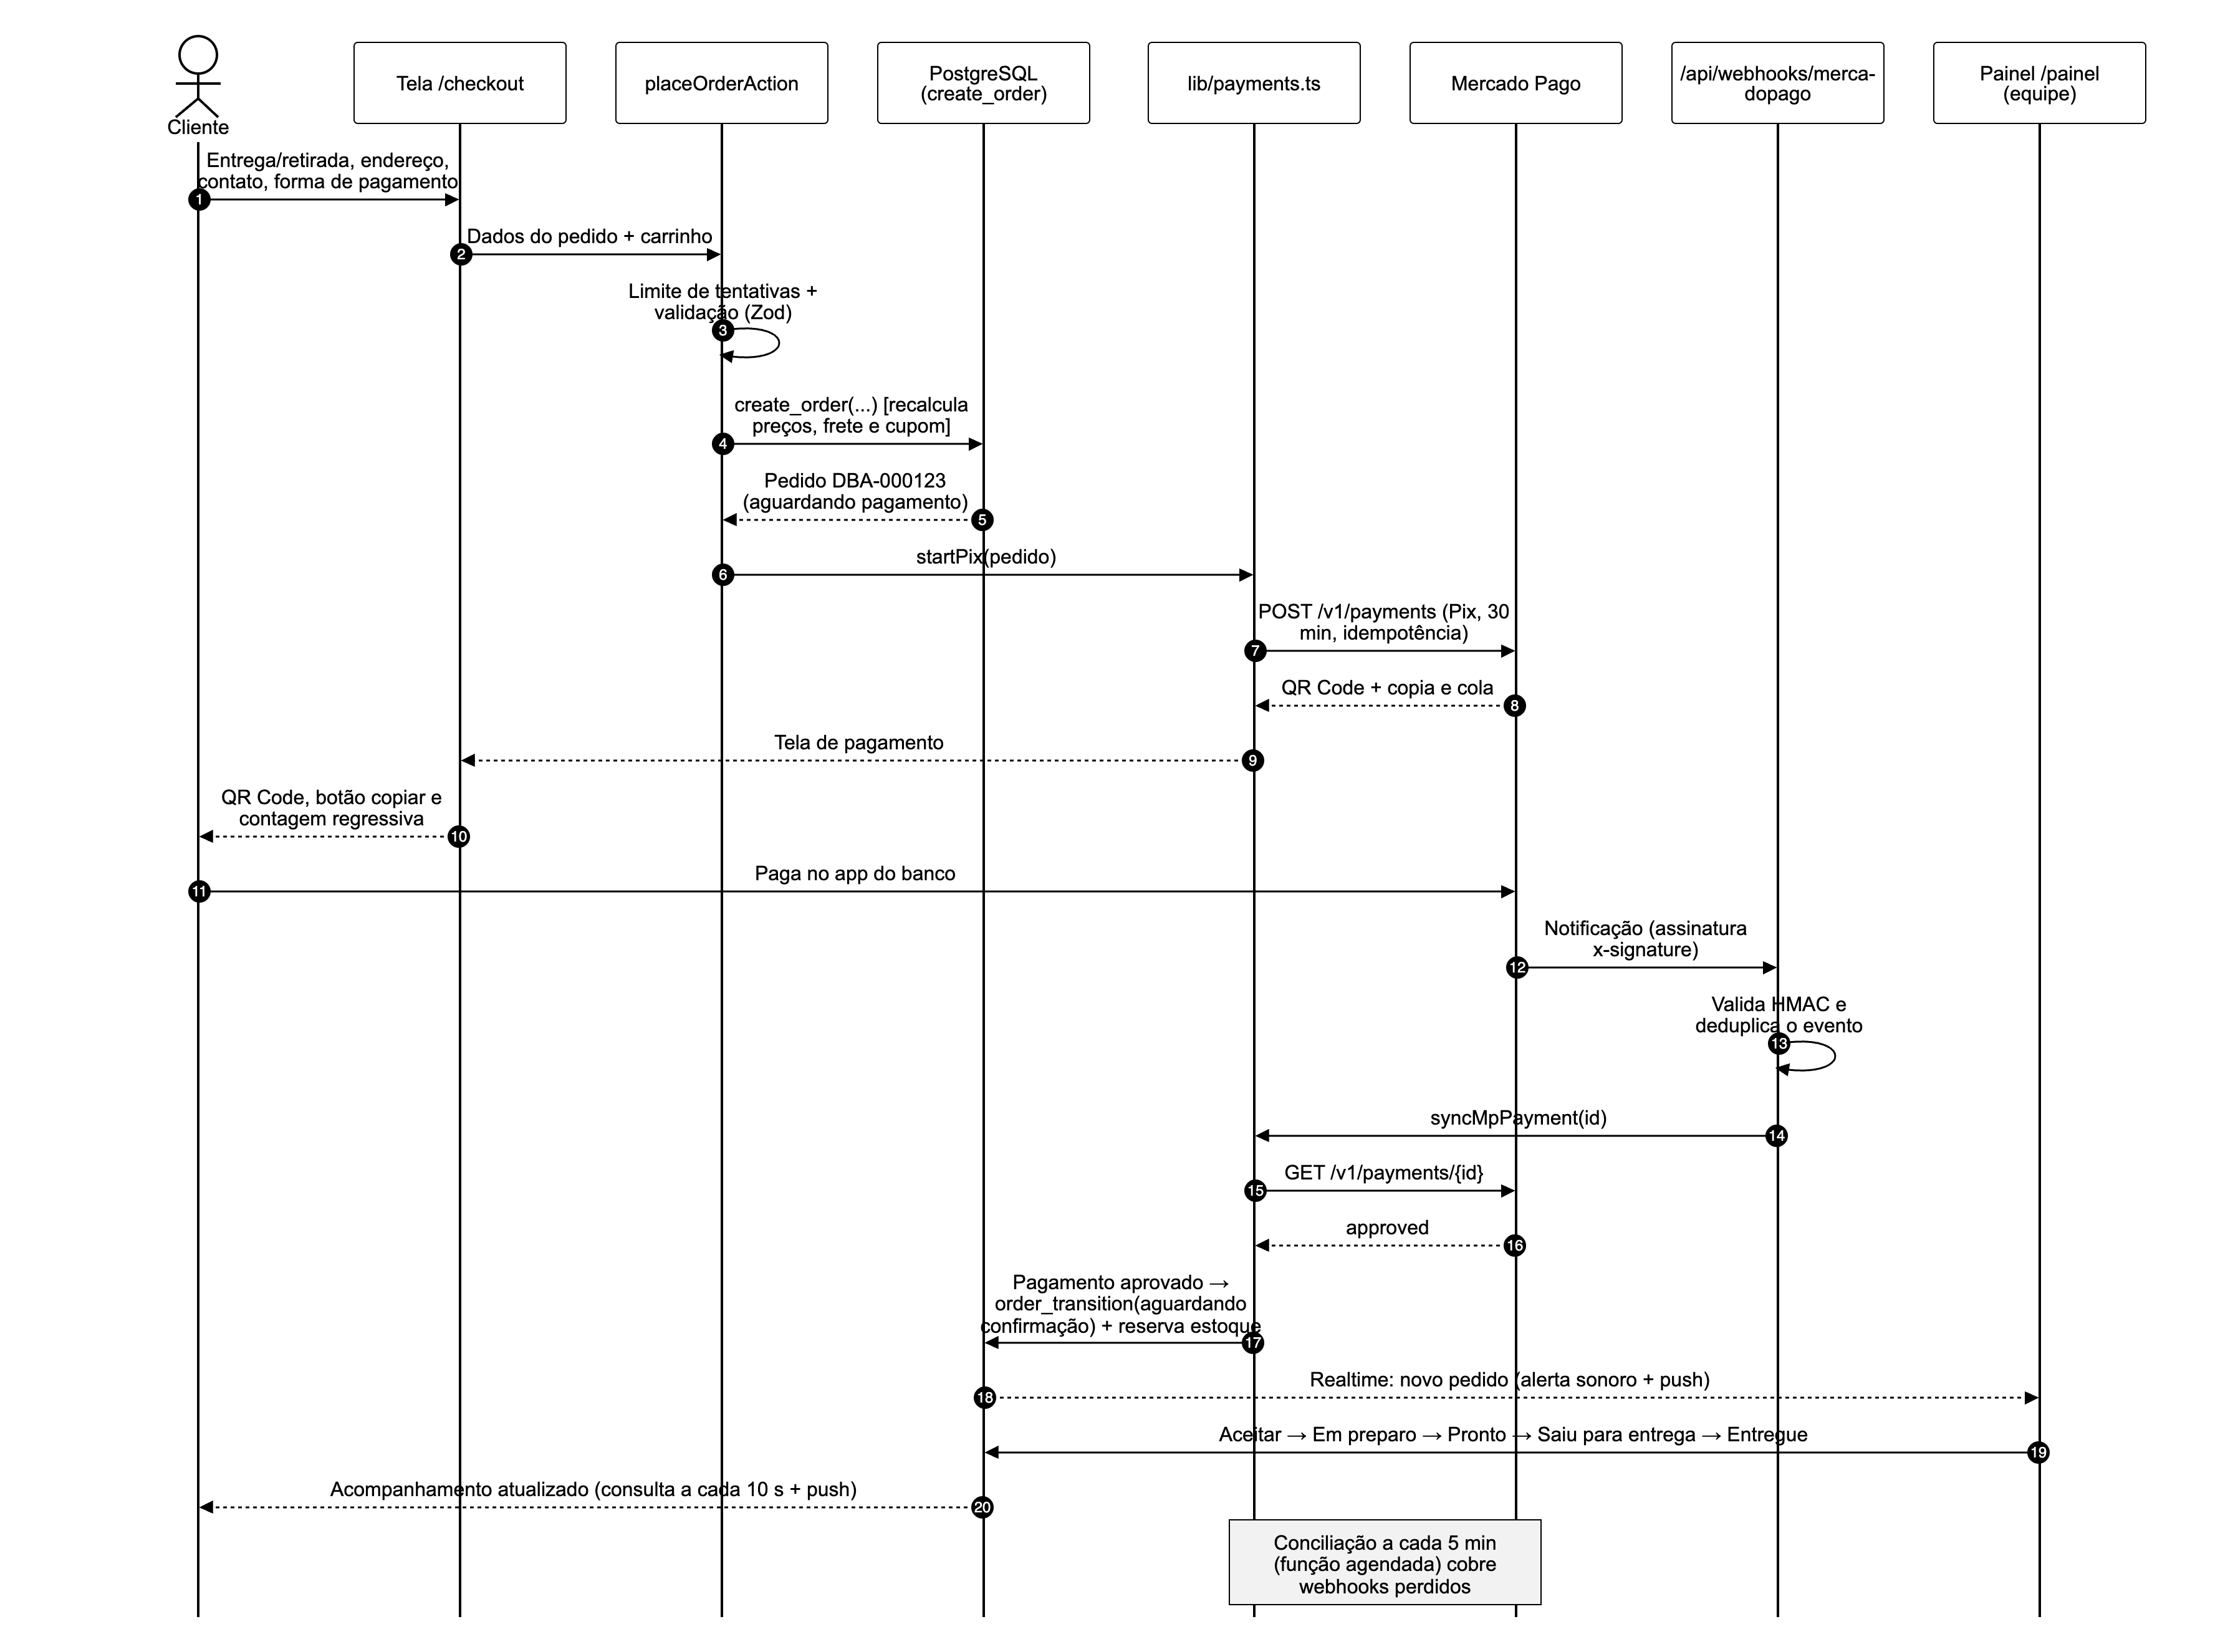 Cliente
Tela /checkout
placeOrderAction
PostgreSQL
(create_order)
lib/payments.ts
Mercado Pago
/api/webhooks/merca-
dopago
Painel /painel
(equipe)
Entrega/retirada, endereço,
contato, forma de pagamento
1
Dados do pedido + carrinho
2
Limite de tentativas +
validação (Zod)
3
create_order(...) [recalcula
preços, frete e cupom]
4
Pedido DBA-000123
(aguardando pagamento)
5
startPix(pedido)
6
POST /v1/payments (Pix, 30
min, idempotência)
7
QR Code + copia e cola
8
Tela de pagamento
9
QR Code, botão copiar e
contagem regressiva
10
Paga no app do banco
11
Notificação (assinatura
x-signature)
12
Valida HMAC e
deduplica o evento
13
syncMpPayment(id)
14
GET /v1/payments/{id}
15
approved
16
Pagamento aprovado →
order_transition(aguardando
confirmação) + reserva estoque
17
Realtime: novo pedido (alerta sonoro + push)
18
Aceitar → Em preparo → Pronto → Saiu para entrega → Entregue
19
Acompanhamento atualizado (consulta a cada 10 s + push)
20
Conciliação a cada 5 min
(função agendada) cobre
webhooks perdidos